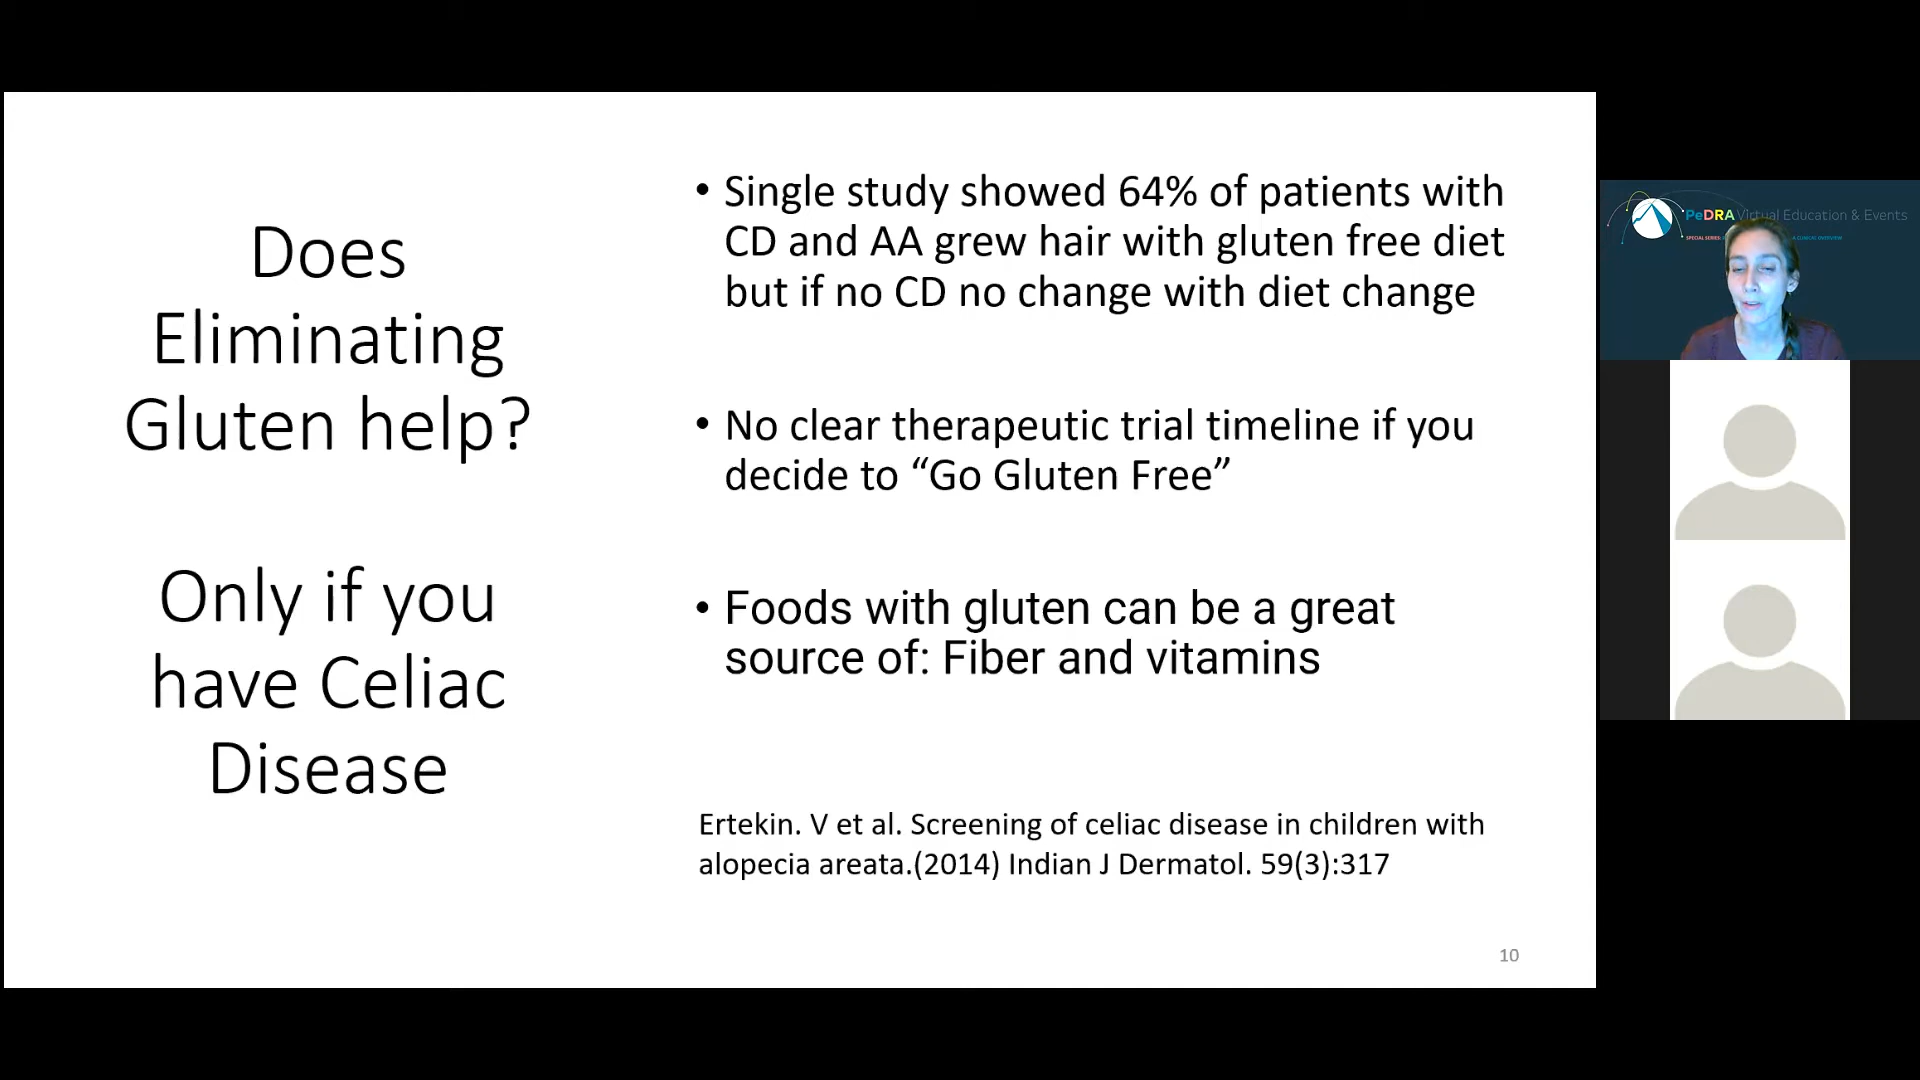 Does
Eliminating
Gluten help?
Only if you
have Celiac
Disease
• Single study showed 64% of patients with
CD and AA grew hair with gluten free diet
but if no CD no change with diet change
• No clear therapeutic trial timeline if you
decide to “Go Gluten Free”
• Foods with gluten can be a great
source of: Fiber and vitamins
Ertekin. V et al. Screening of celiac disease in children with
alopecia areata.(2014) Indian J Dermatol. 59(3):317
10
PeDRA Virtual Education & Events
SPECIAL SERIES:
A CLINICAL OVERVIEW